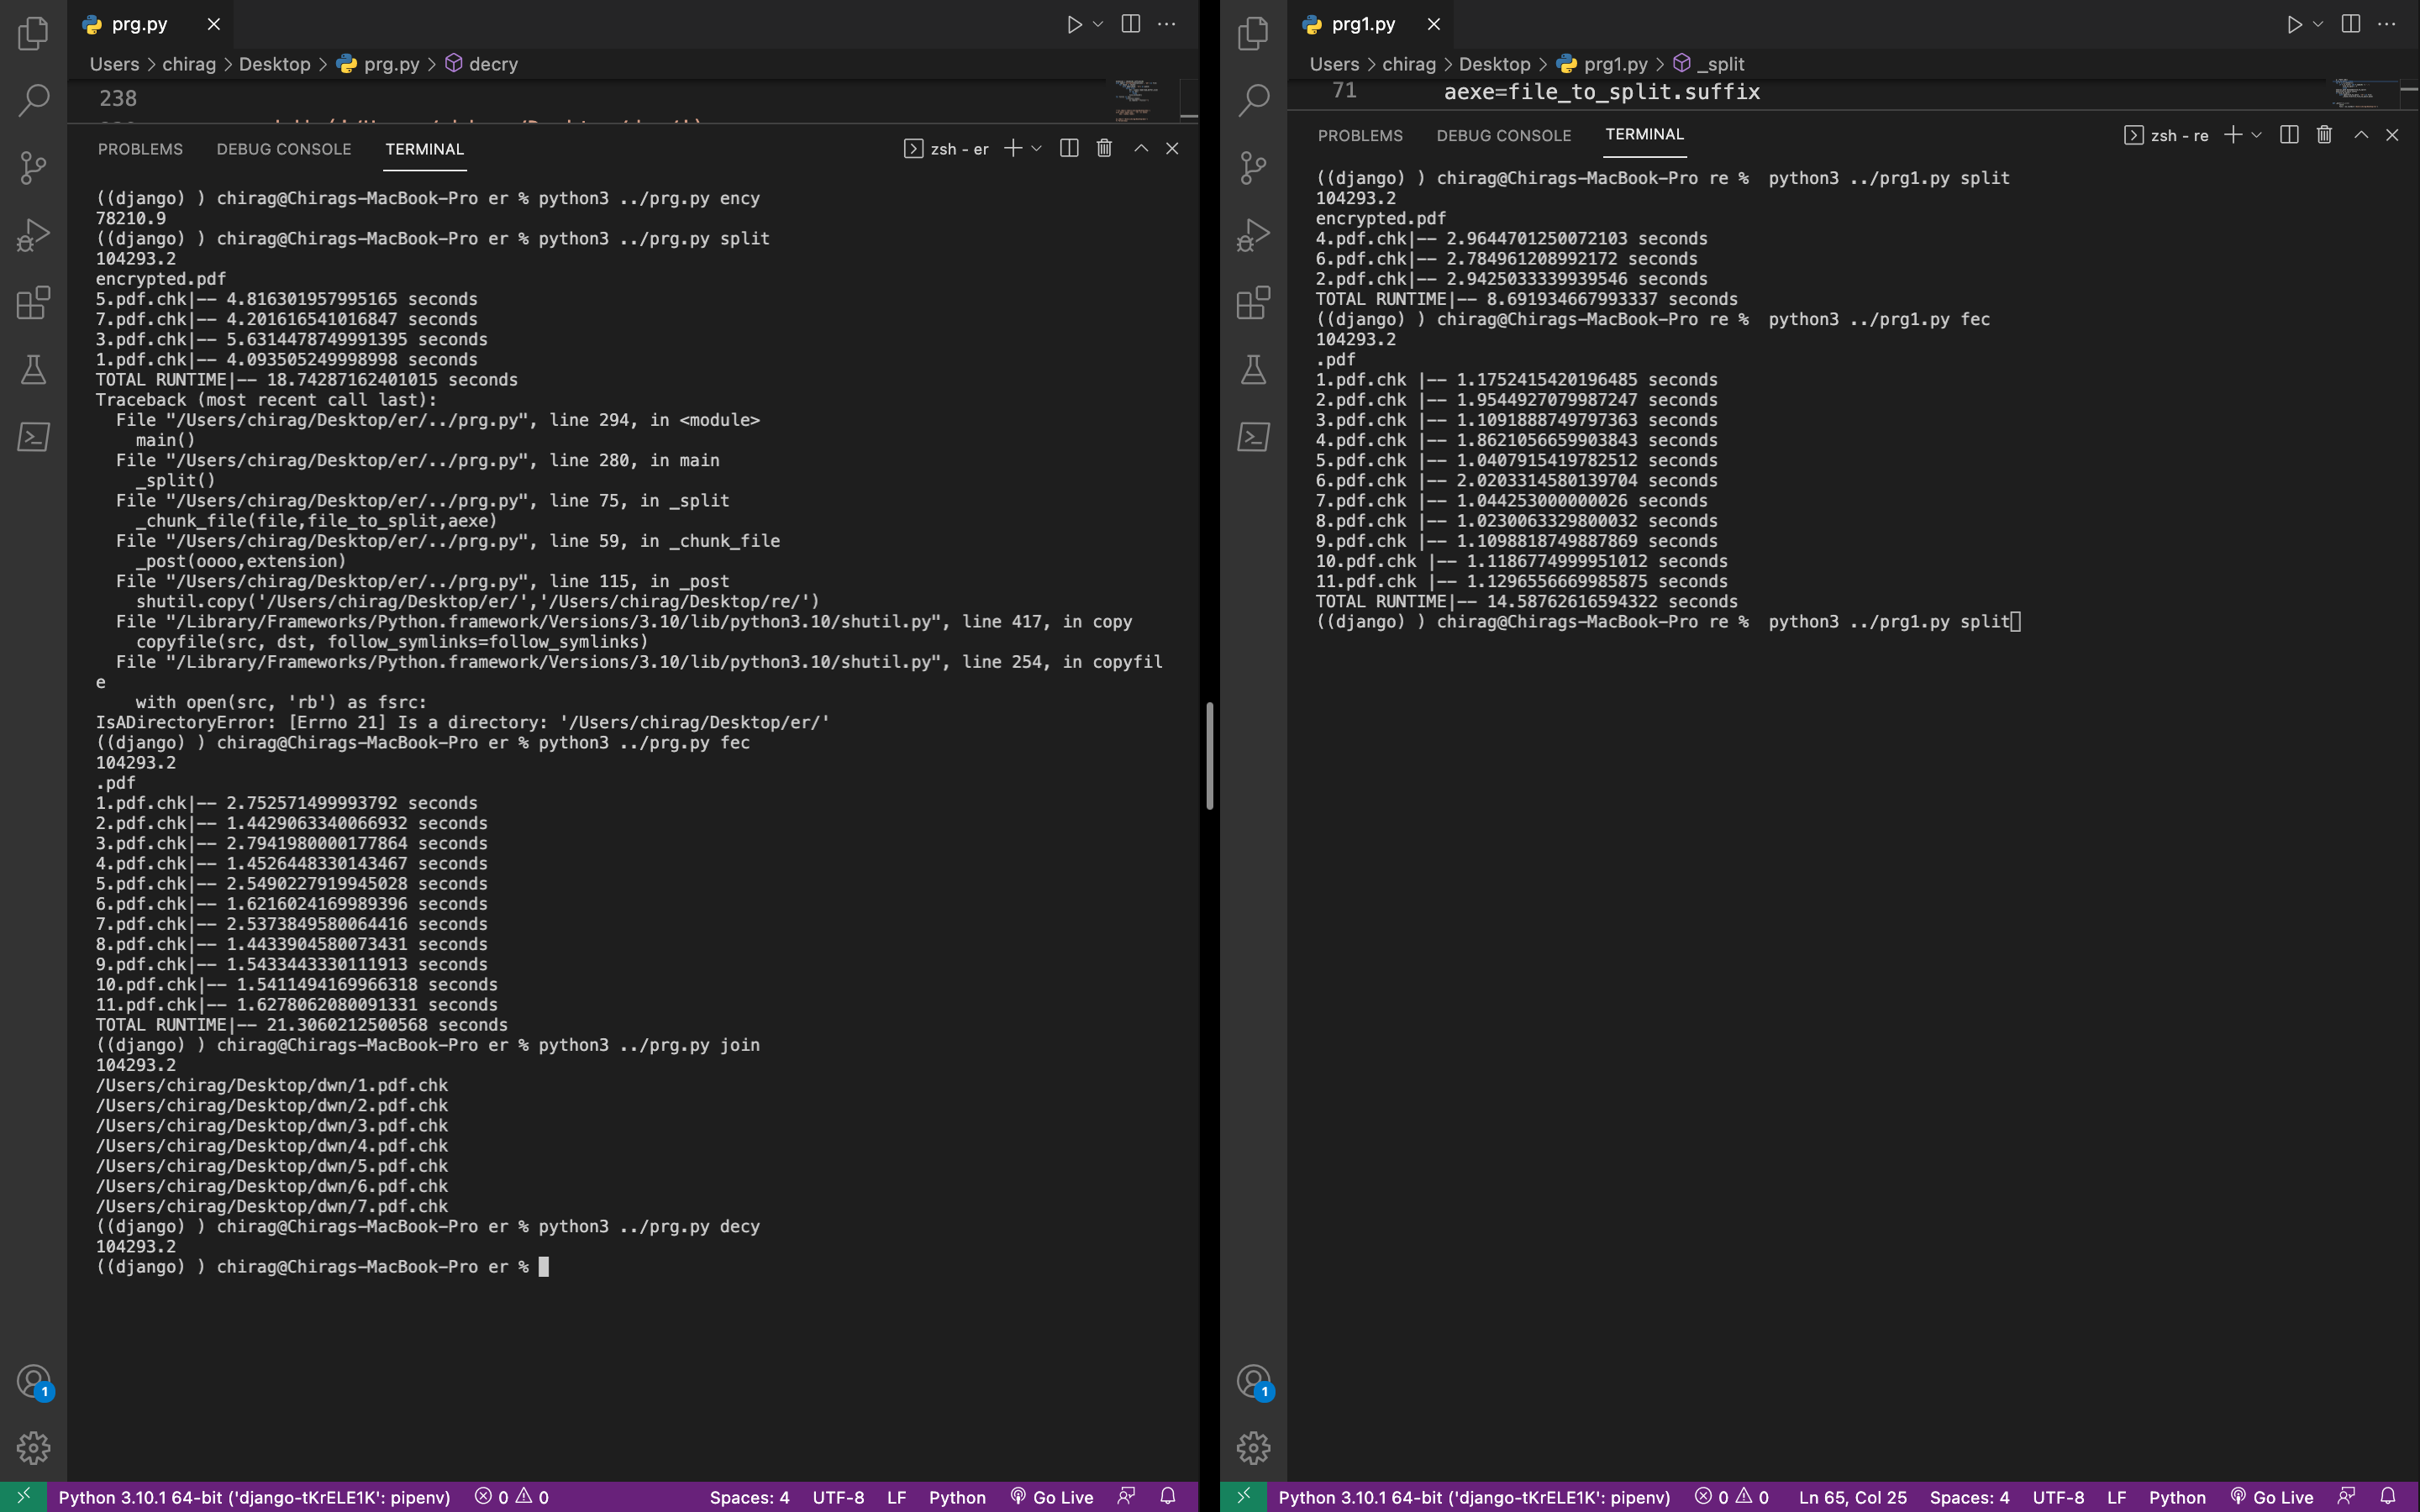 prg.py
Users > chirag > Desktop > prg.py > decry
238
PROBLEMS DEBUG CONSOLE TERMINAL
zsh - er
((django) ) chirag@Chirags-MacBook-Pro er % python3 ../prg.py ency
78210.9
((django) ) chirag@Chirags-MacBook-Pro er % python3 ../prg.py split
104293.2
encrypted.pdf
5.pdf.chk|-- 4.816301957995165 seconds
7.pdf.chk|-- 4.201616541016847 seconds
3.pdf.chk|-- 5.6314478749991395 seconds
1.pdf.chk|-- 4.093505249998998 seconds
TOTAL RUNTIME|-- 18.74287162401015 seconds
Traceback (most recent call last):
  File "/Users/chirag/Desktop/er/../prg.py", line 294, in <module>
    main()
  File "/Users/chirag/Desktop/er/../prg.py", line 280, in main
    _split()
  File "/Users/chirag/Desktop/er/../prg.py", line 75, in _split
    _chunk_file(file,file_to_split,aexe)
  File "/Users/chirag/Desktop/er/../prg.py", line 59, in _chunk_file
    _post(oooo,extension)
  File "/Users/chirag/Desktop/er/../prg.py", line 115, in _post
    shutil.copy('/Users/chirag/Desktop/er/','/Users/chirag/Desktop/re/')
  File "/Library/Frameworks/Python.framework/Versions/3.10/lib/python3.10/shutil.py", line 417, in copy
    copyfile(src, dst, follow_symlinks=follow_symlinks)
  File "/Library/Frameworks/Python.framework/Versions/3.10/lib/python3.10/shutil.py", line 254, in copyfil
e
    with open(src, 'rb') as fsrc:
IsADirectoryError: [Errno 21] Is a directory: '/Users/chirag/Desktop/er/'
((django) ) chirag@Chirags-MacBook-Pro er % python3 ../prg.py fec
104293.2
.pdf
1.pdf.chk|-- 2.752571499993792 seconds
2.pdf.chk|-- 1.4429063340066932 seconds
3.pdf.chk|-- 2.7941980000177864 seconds
4.pdf.chk|-- 1.4526448330143467 seconds
5.pdf.chk|-- 2.5490227919945028 seconds
6.pdf.chk|-- 1.6216024169989396 seconds
7.pdf.chk|-- 2.5373849580064416 seconds
8.pdf.chk|-- 1.4433904580073431 seconds
9.pdf.chk|-- 1.5433443330111913 seconds
10.pdf.chk|-- 1.5411494169966318 seconds
11.pdf.chk|-- 1.6278062080091331 seconds
TOTAL RUNTIME|-- 21.3060212500568 seconds
((django) ) chirag@Chirags-MacBook-Pro er % python3 ../prg.py join
104293.2
/Users/chirag/Desktop/dwn/1.pdf.chk
/Users/chirag/Desktop/dwn/2.pdf.chk
/Users/chirag/Desktop/dwn/3.pdf.chk
/Users/chirag/Desktop/dwn/4.pdf.chk
/Users/chirag/Desktop/dwn/5.pdf.chk
/Users/chirag/Desktop/dwn/6.pdf.chk
/Users/chirag/Desktop/dwn/7.pdf.chk
((django) ) chirag@Chirags-MacBook-Pro er % python3 ../prg.py decy
104293.2
((django) ) chirag@Chirags-MacBook-Pro er %
1
Python 3.10.1 64-bit ('django-tKrELE1K': pipenv) 0 0 Spaces: 4 UTF-8 LF Python Go Live
prg1.py
Users > chirag > Desktop > prg1.py > _split
71 aexe=file_to_split.suffix
PROBLEMS DEBUG CONSOLE TERMINAL
zsh - re
((django) ) chirag@Chirags-MacBook-Pro re %  python3 ../prg1.py split
104293.2
encrypted.pdf
4.pdf.chk|-- 2.9644701250072103 seconds
6.pdf.chk|-- 2.784961208992172 seconds
2.pdf.chk|-- 2.9425033339939546 seconds
TOTAL RUNTIME|-- 8.691934667993337 seconds
((django) ) chirag@Chirags-MacBook-Pro re %  python3 ../prg1.py fec
104293.2
.pdf
1.pdf.chk |-- 1.1752415420196485 seconds
2.pdf.chk |-- 1.9544927079987247 seconds
3.pdf.chk |-- 1.1091888749797363 seconds
4.pdf.chk |-- 1.8621056659903843 seconds
5.pdf.chk |-- 1.0407915419782512 seconds
6.pdf.chk |-- 2.0203314580139704 seconds
7.pdf.chk |-- 1.044253000000026 seconds
8.pdf.chk |-- 1.0230063329800032 seconds
9.pdf.chk |-- 1.1098818749887869 seconds
10.pdf.chk |-- 1.1186774999951012 seconds
11.pdf.chk |-- 1.1296556669985875 seconds
TOTAL RUNTIME|-- 14.58762616594322 seconds
((django) ) chirag@Chirags-MacBook-Pro re %  python3 ../prg1.py split
1
Python 3.10.1 64-bit ('django-tKrELE1K': pipenv) 0 0 Ln 65, Col 25 Spaces: 4 UTF-8 LF Python Go Live